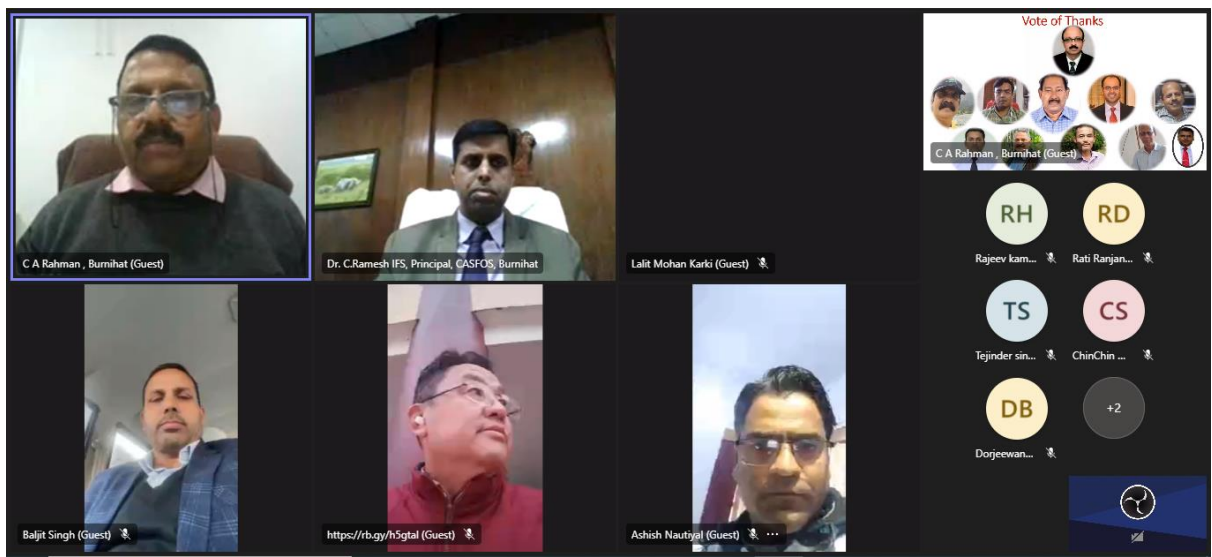 Vote of Thanks
C A Rahman , Burnihat (Guest)
C A Rahman , Burnihat (Guest)
Dr. C.Ramesh IFS, Principal, CASFOS, Burnihat
Lalit Mohan Karki (Guest)
RH
RD
Rajeev kam...
Rati Ranjan...
TS
CS
Tejinder sin...
ChinChin ...
DB
+2
Dorjeewan...
Baljit Singh (Guest)
https://rb.gy/h5gtal (Guest)
Ashish Nautiyal (Guest) ...